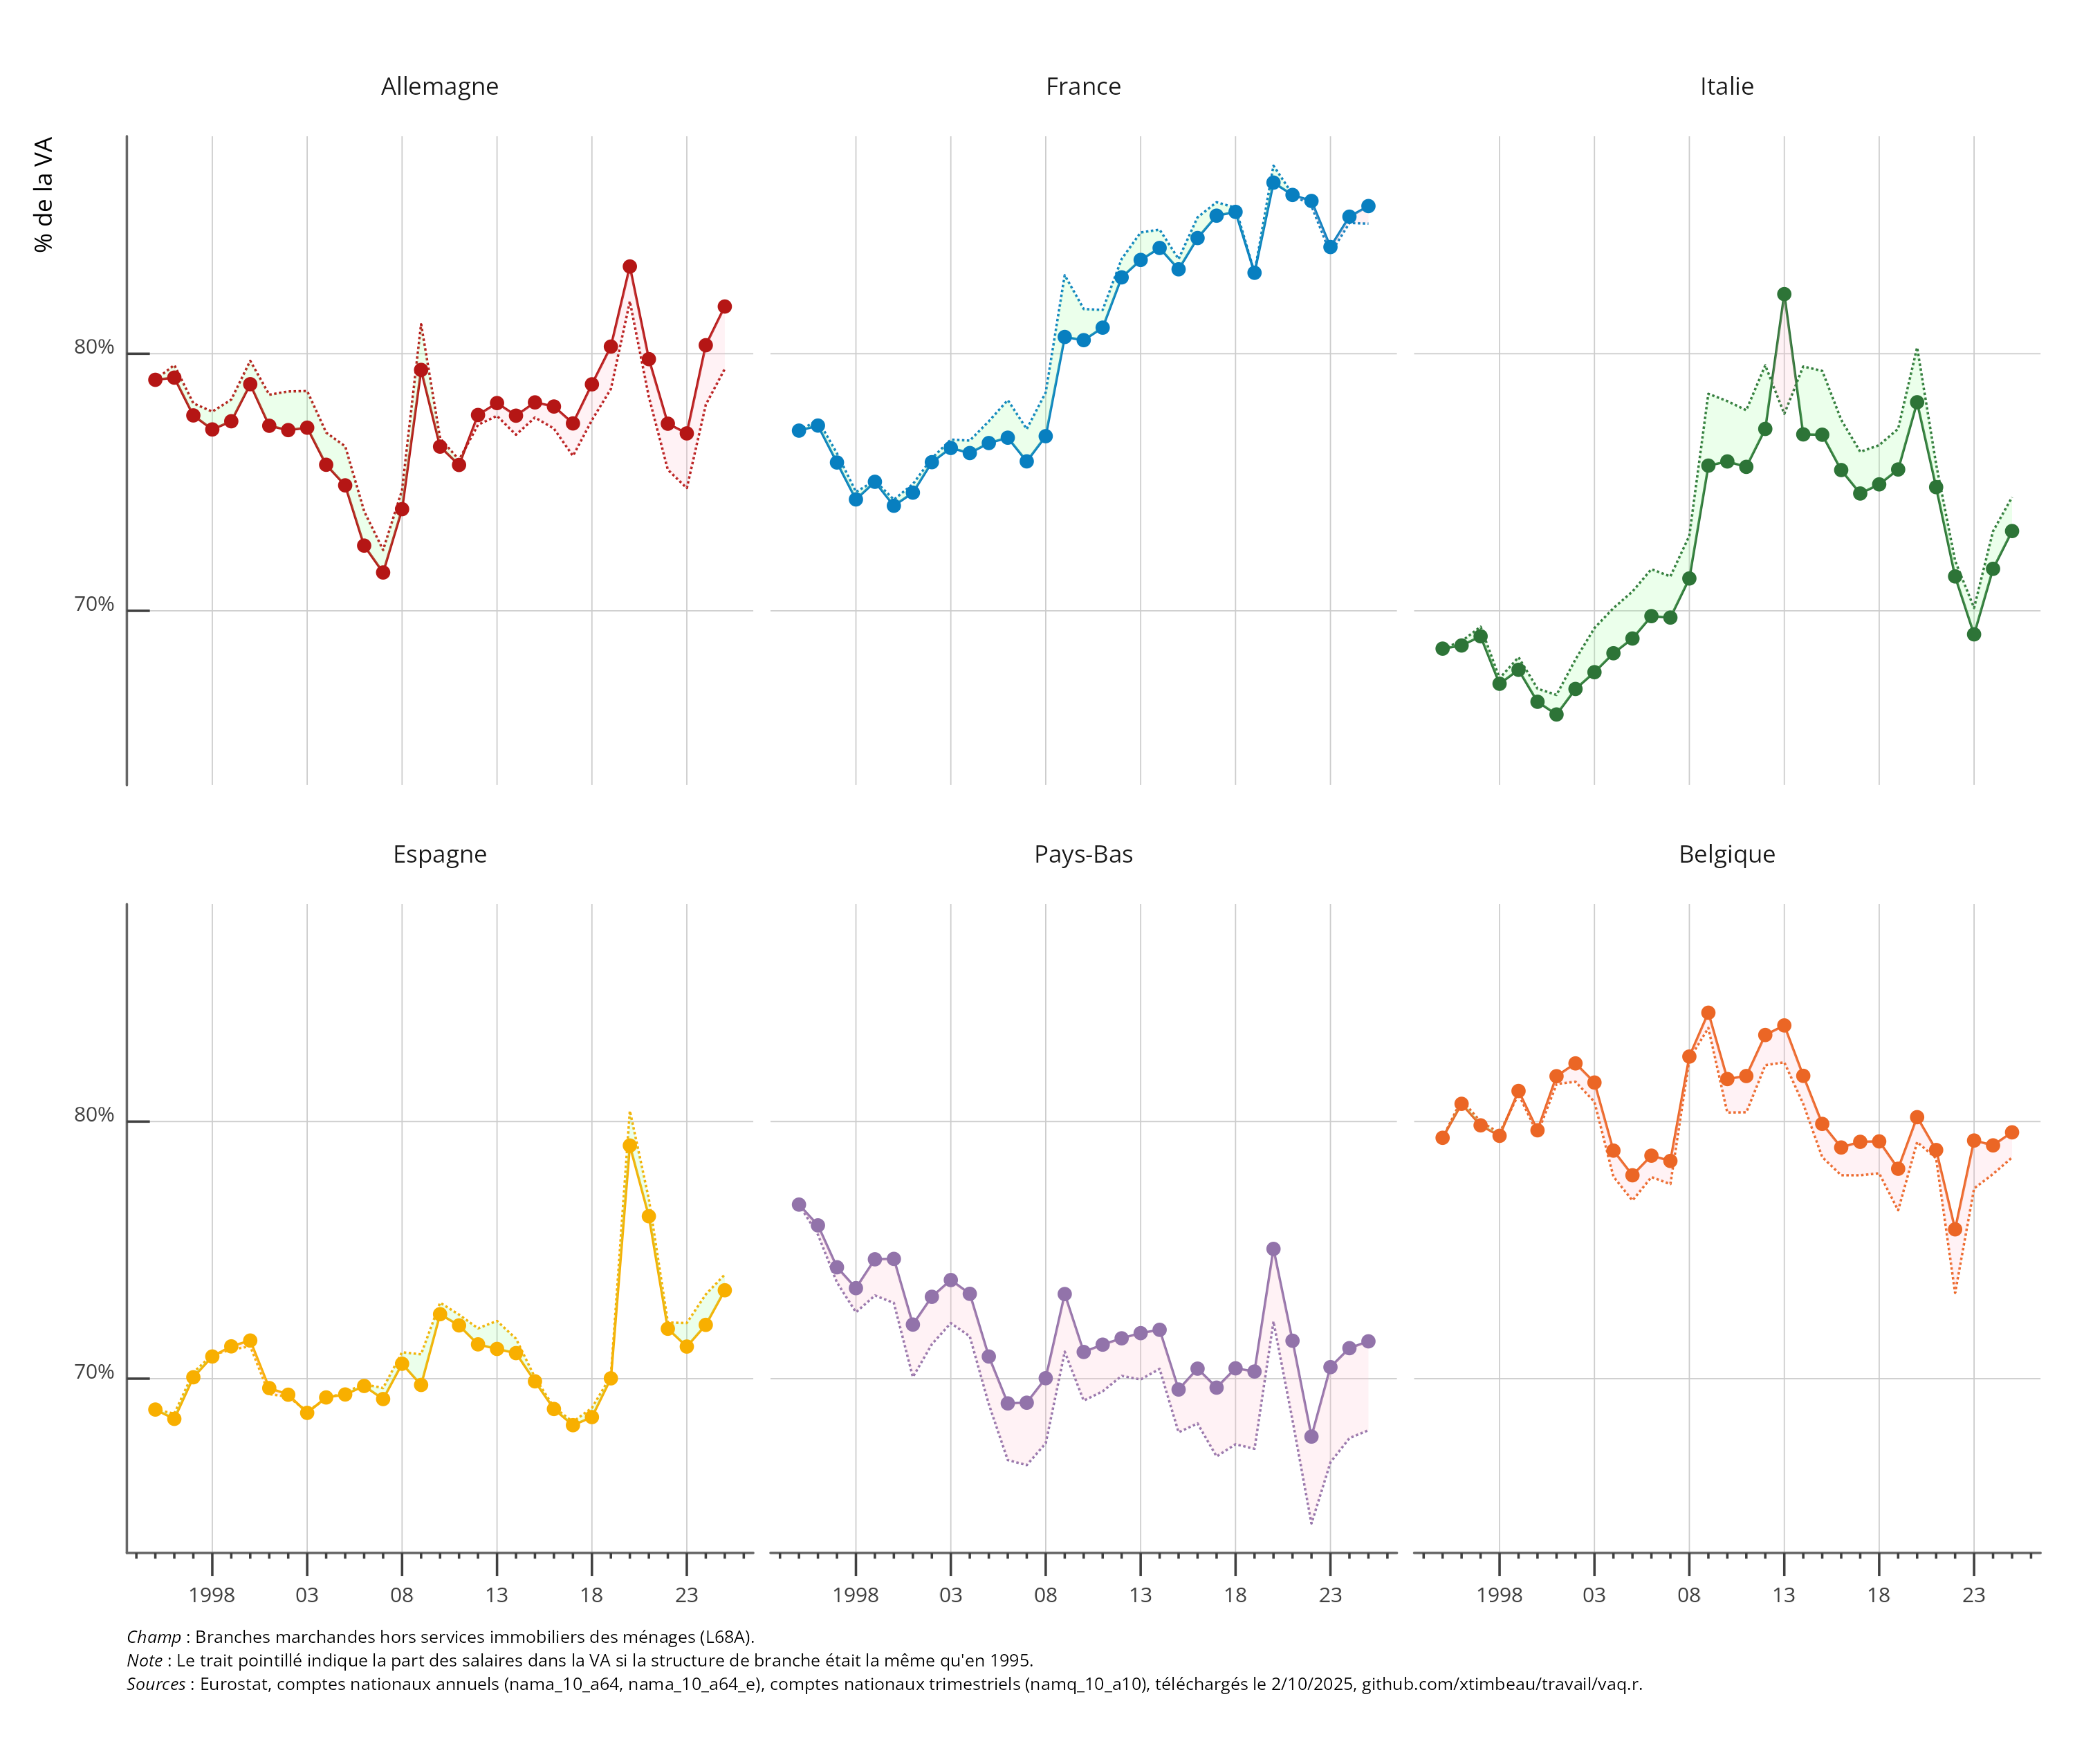 Allemagne
France
Italie
% de la VA
80%
70%
Espagne
Pays-Bas
Belgique
80%
70%
1998 03 08 13 18 23
1998 03 08 13 18 23
1998 03 08 13 18 23
Champ : Branches marchandes hors services immobiliers des ménages (L68A).
Note : Le trait pointillé indique la part des salaires dans la VA si la structure de branche était la même qu'en 1995.
Sources : Eurostat, comptes nationaux annuels (nama_10_a64, nama_10_a64_e), comptes nationaux trimestriels (namq_10_a10), téléchargés le 2/10/2025, github.com/xtimbeau/travail/vaq.r.